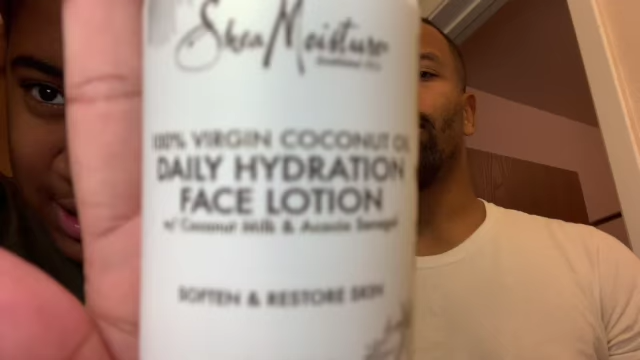 SheaMoisture
100% VIRGIN COCONUT OIL
DAILY HYDRATION
FACE LOTION
w/ Coconut Milk & Acacia Senegal
SOFTEN & RESTORE SKIN